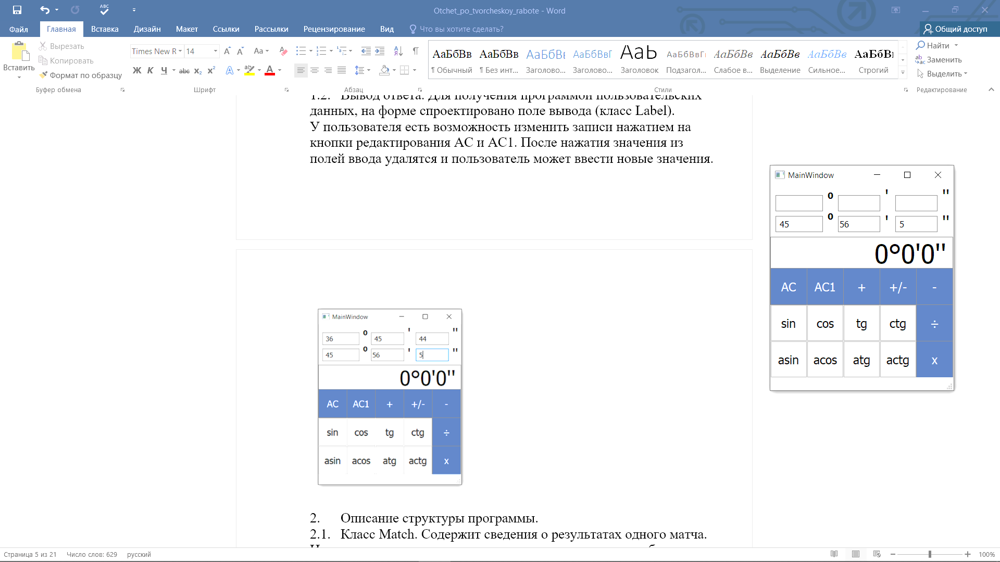 ABC
Otchet_po_tvorcheskoy_rabote - Word
Файл Главная Вставка Дизайн Макет Ссылки Рассылки Рецензирование Вид Что вы хотите сделать? Общий доступ
Вставить
Вырезать
Копировать
Формат по образцу
Буфер обмена
Times New R 14 Aa
Ж К Ч abc x₂ x² A ab A
Шрифт
Абзац
АаБбВв АаБбВв АаБбВв АаБбВвГ АаЬ АаБбВвГг АаБбВв АаБбВв АаБбВв АаБбВв
¶ Обычный ¶ Без инт... Заголово... Заголово... Заголовок Подзагол... Слабое в... Выделение Сильное... Строгий
Стили
Найти
Заменить
Выделить
Редактирование
1.2. Вывод ответа. Для получения программой пользовательских
данных, на форме спроектировано поле вывода (класс Label).
У пользователя есть возможность изменить записи нажатием на
кнопки редактирования AC и AC1. После нажатия значения из
полей ввода удалятся и пользователь может ввести новые значения.
MainWindow
36 o 45 ' 44 "
45 o 56 ' 5 "
0°0'0"
AC AC1 + +/- -
sin cos tg ctg ÷
asin acos atg actg x
2. Описание структуры программы.
2.1. Класс Match. Содержит сведения о результатах одного матча.
MainWindow
o ' "
45 o 56 ' 5 "
0°0'0"
AC AC1 + +/- -
sin cos tg ctg ÷
asin acos atg actg x
Страница 5 из 21 Число слов: 629 русский 100%